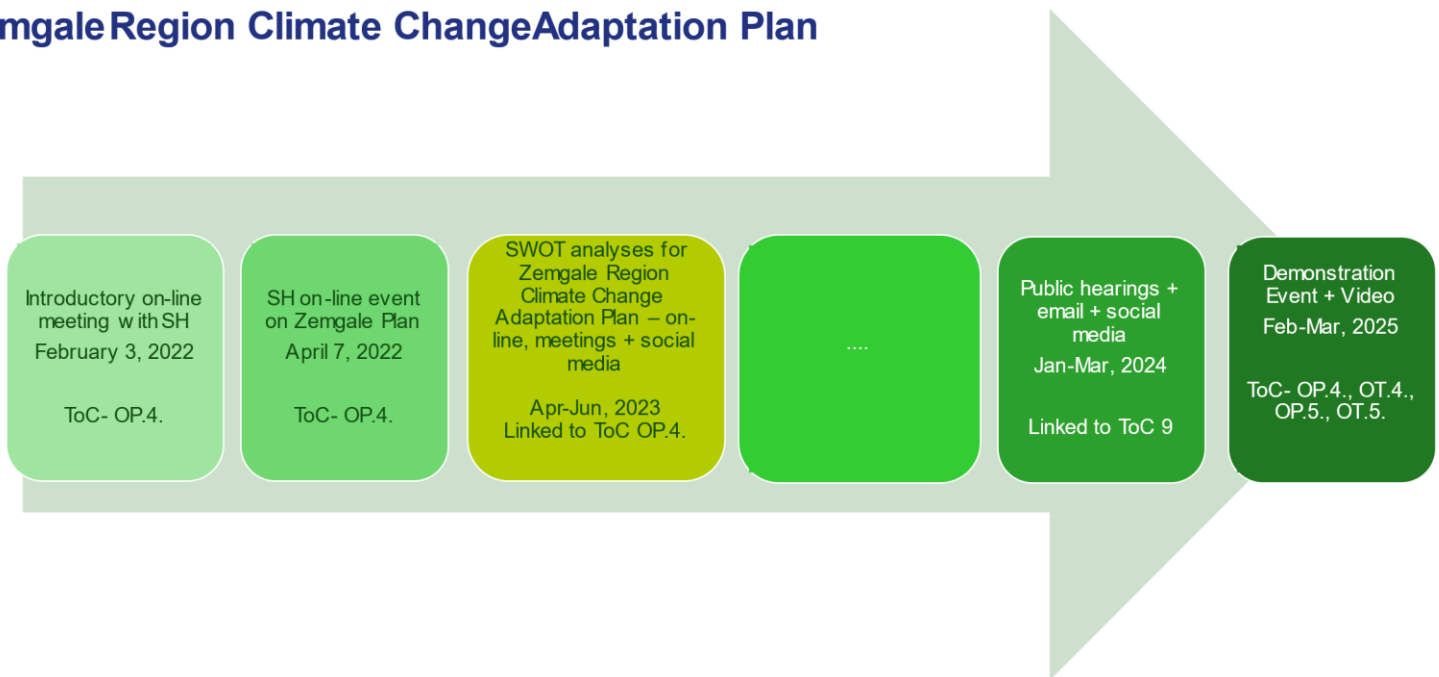 mgale Region Climate ChangeAdaptation Plan
Introductory on-line
meeting with SH
February 3, 2022
ToC- OP.4.
SH on-line event
on Zemgale Plan
April 7, 2022
ToC- OP.4.
SWOT analyses for
Zemgale Region
Climate Change
Adaptation Plan – on-
line, meetings + social
media
Apr-Jun, 2023
Linked to ToC OP.4.
....
Public hearings +
email + social
media
Jan-Mar, 2024
Linked to ToC 9
Demonstration
Event + Video
Feb-Mar, 2025
ToC- OP.4., OT.4.,
OP.5., OT.5.